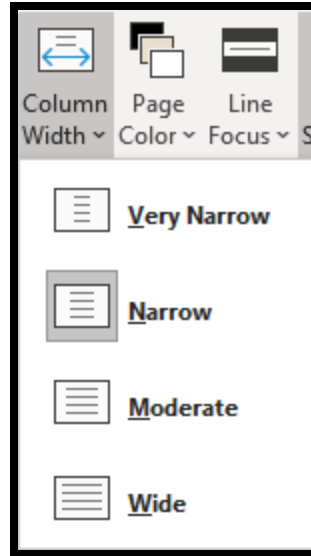 Column Page Line
Width Color Focus S
Very Narrow
Narrow
Moderate
Wide